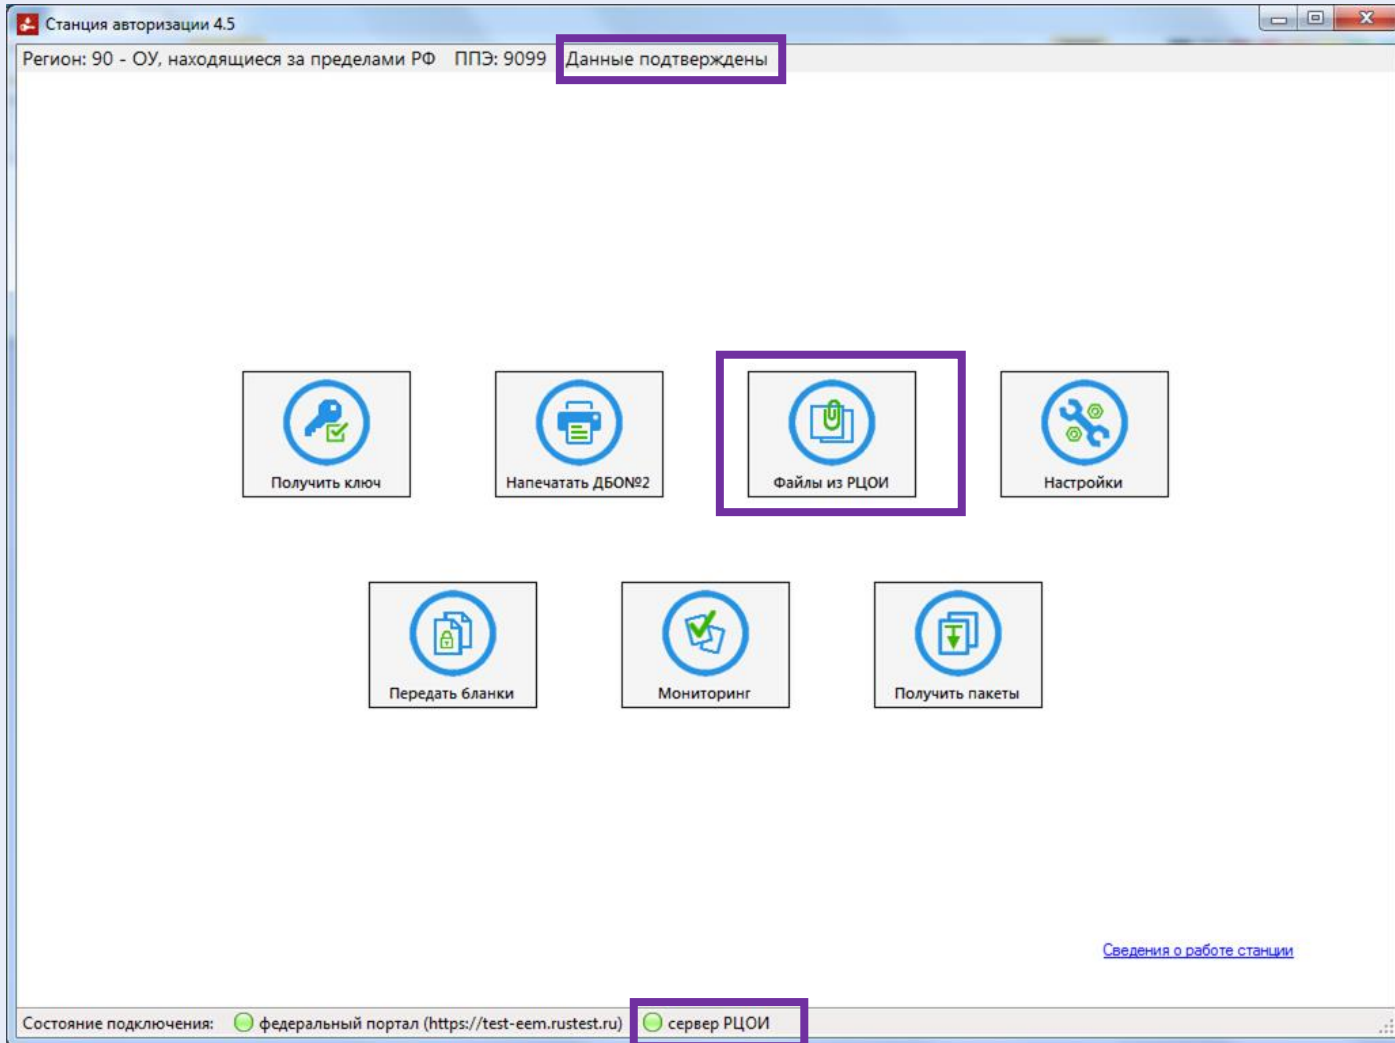 Станция авторизации 4.5
Регион: 90 - ОУ, находящиеся за пределами РФ ППЭ: 9099 Данные подтверждены
Получить ключ Напечатать ДБО№2 Файлы из РЦОИ Настройки
Передать бланки Мониторинг Получить пакеты
Сведения о работе станции
Состояние подключения: федеральный портал (https://test-eem.rustest.ru) сервер РЦОИ